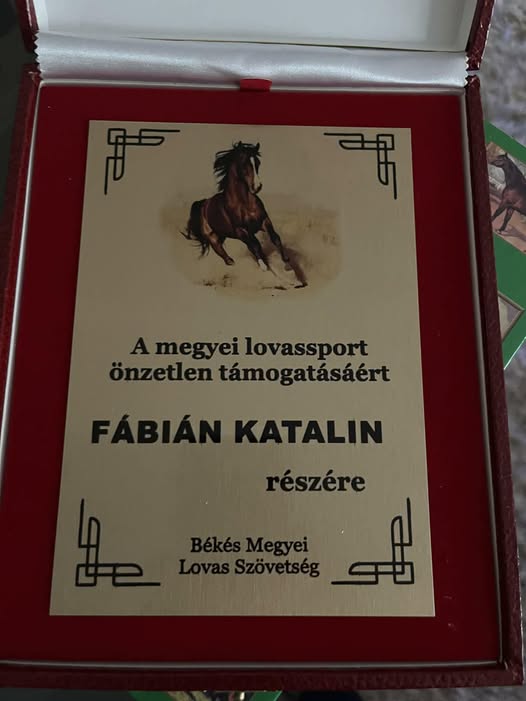 A megyei lovassport
önzetlen támogatásáért
FÁBIÁN KATALIN
részére
Békés Megyei
Lovas Szövetség